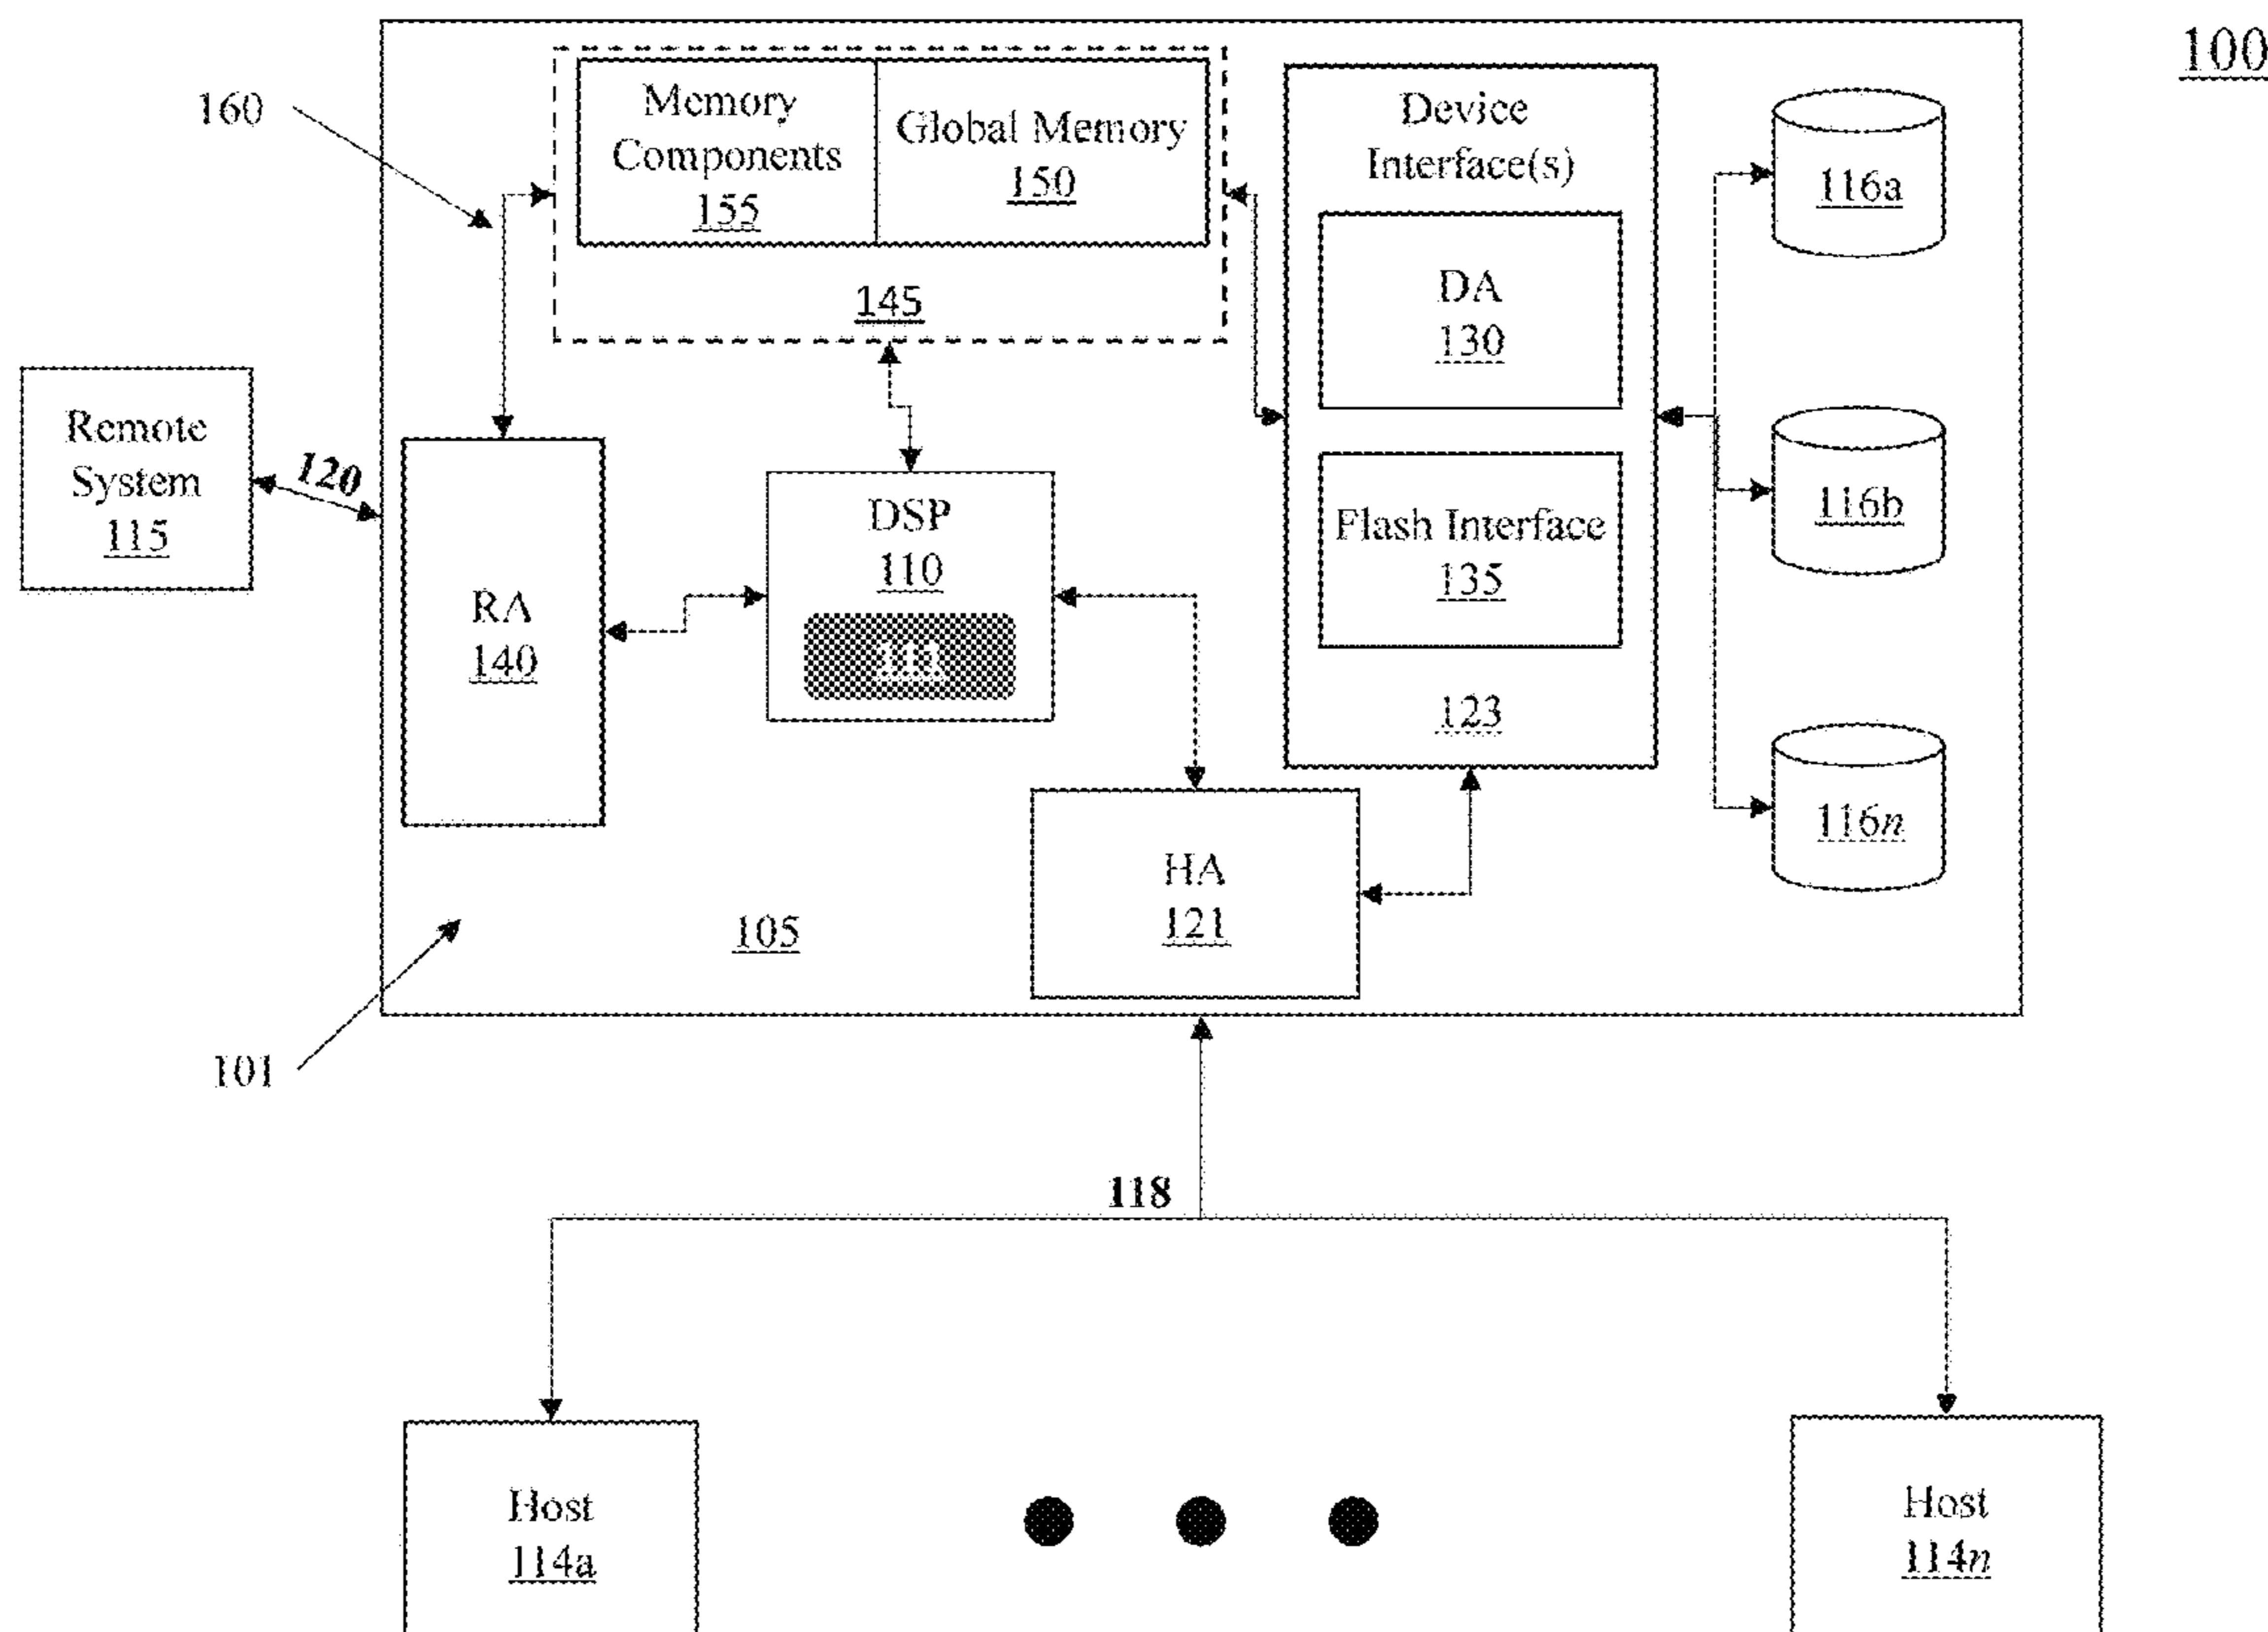 100
160
Memory
Components
155
Global Memory
150
145
Device
Interface(s)
DA
130
Flash Interface
135
123
116a
116b
116n
Remote
System
115
120
RA
140
DSP
110
111
HA
121
105
101
118
Host
114a
Host
114n